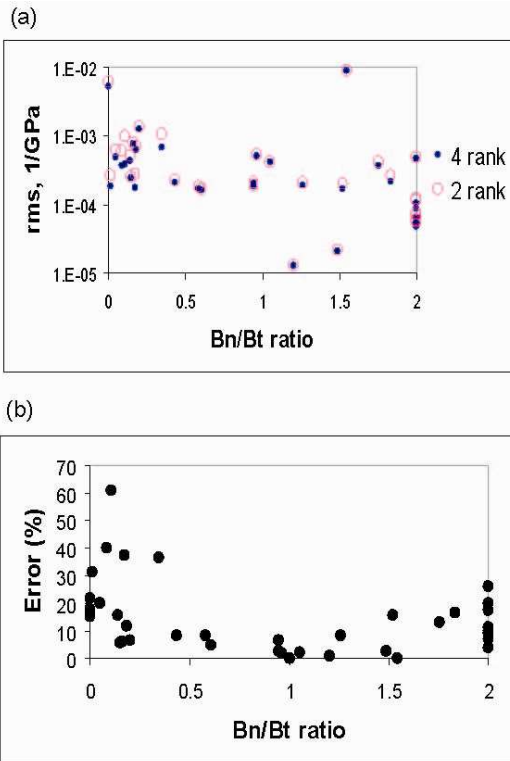 (a)
1.E-02
1.E-03
1.E-04
1.E-05
rms, 1/GPa
0 0.5 1 1.5 2
Bn/Bt ratio
4 rank
2 rank
(b)
70
60
50
40
30
20
10
0
Error (%)
0 0.5 1 1.5 2
Bn/Bt ratio